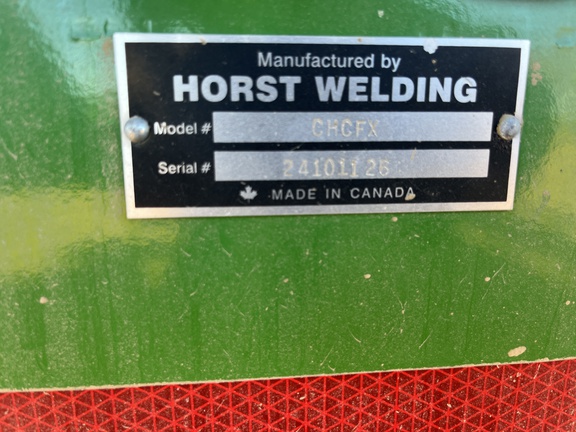 Manufactured by
HORST WELDING
Model # CHCFX
Serial # 24101126
MADE IN CANADA